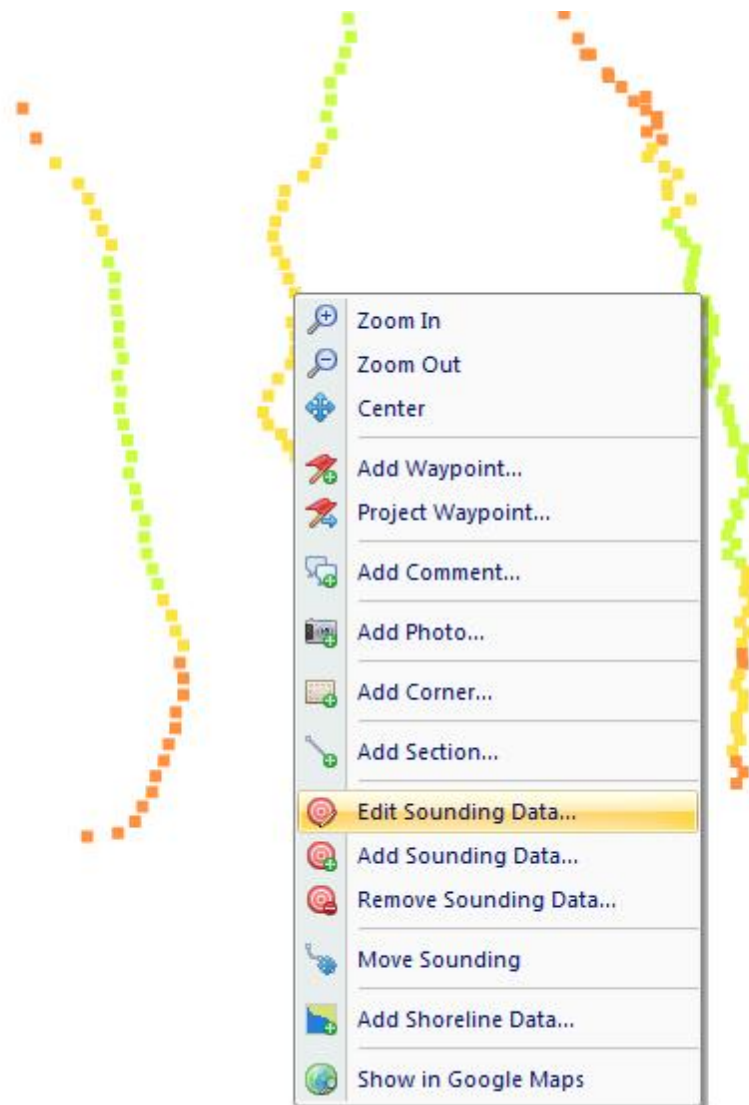 Zoom In
Zoom Out
Center
Add Waypoint...
Project Waypoint...
Add Comment...
Add Photo...
Add Corner...
Add Section...
Edit Sounding Data...
Add Sounding Data...
Remove Sounding Data...
Move Sounding
Add Shoreline Data...
Show in Google Maps